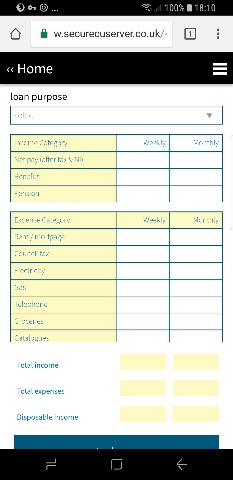 100% 18:10
w.securecuserver.co.uk/
1
‹‹ Home
loan purpose
Select
Income Category Weekly Monthly
Net pay (after tax & NI)
Benefits
Pension
Expense Category Weekly Monthly
Rent / mortgage
Council tax
Electricity
Gas
Telephone
Groceries
Catalogues
Total income
Total expenses
Disposable income